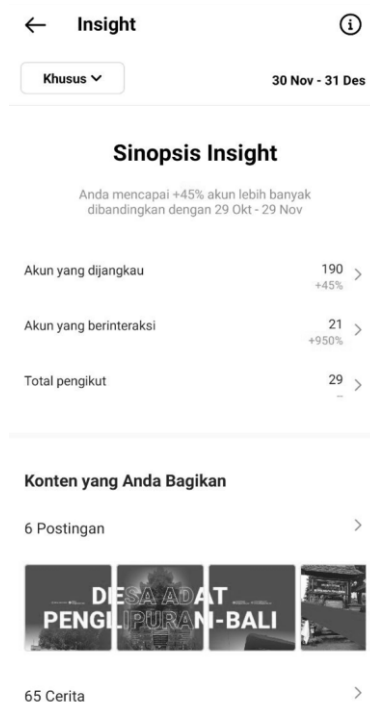 Insight
Khusus
30 Nov - 31 Des
Sinopsis Insight
Anda mencapai +45% akun lebih banyak
dibandingkan dengan 29 Okt - 29 Nov
Akun yang dijangkau
190
+45%
Akun yang berinteraksi
21
+950%
Total pengikut
29
--
Konten yang Anda Bagikan
6 Postingan
DESA ADAT
PENGLIPURAN-BALI
65 Cerita